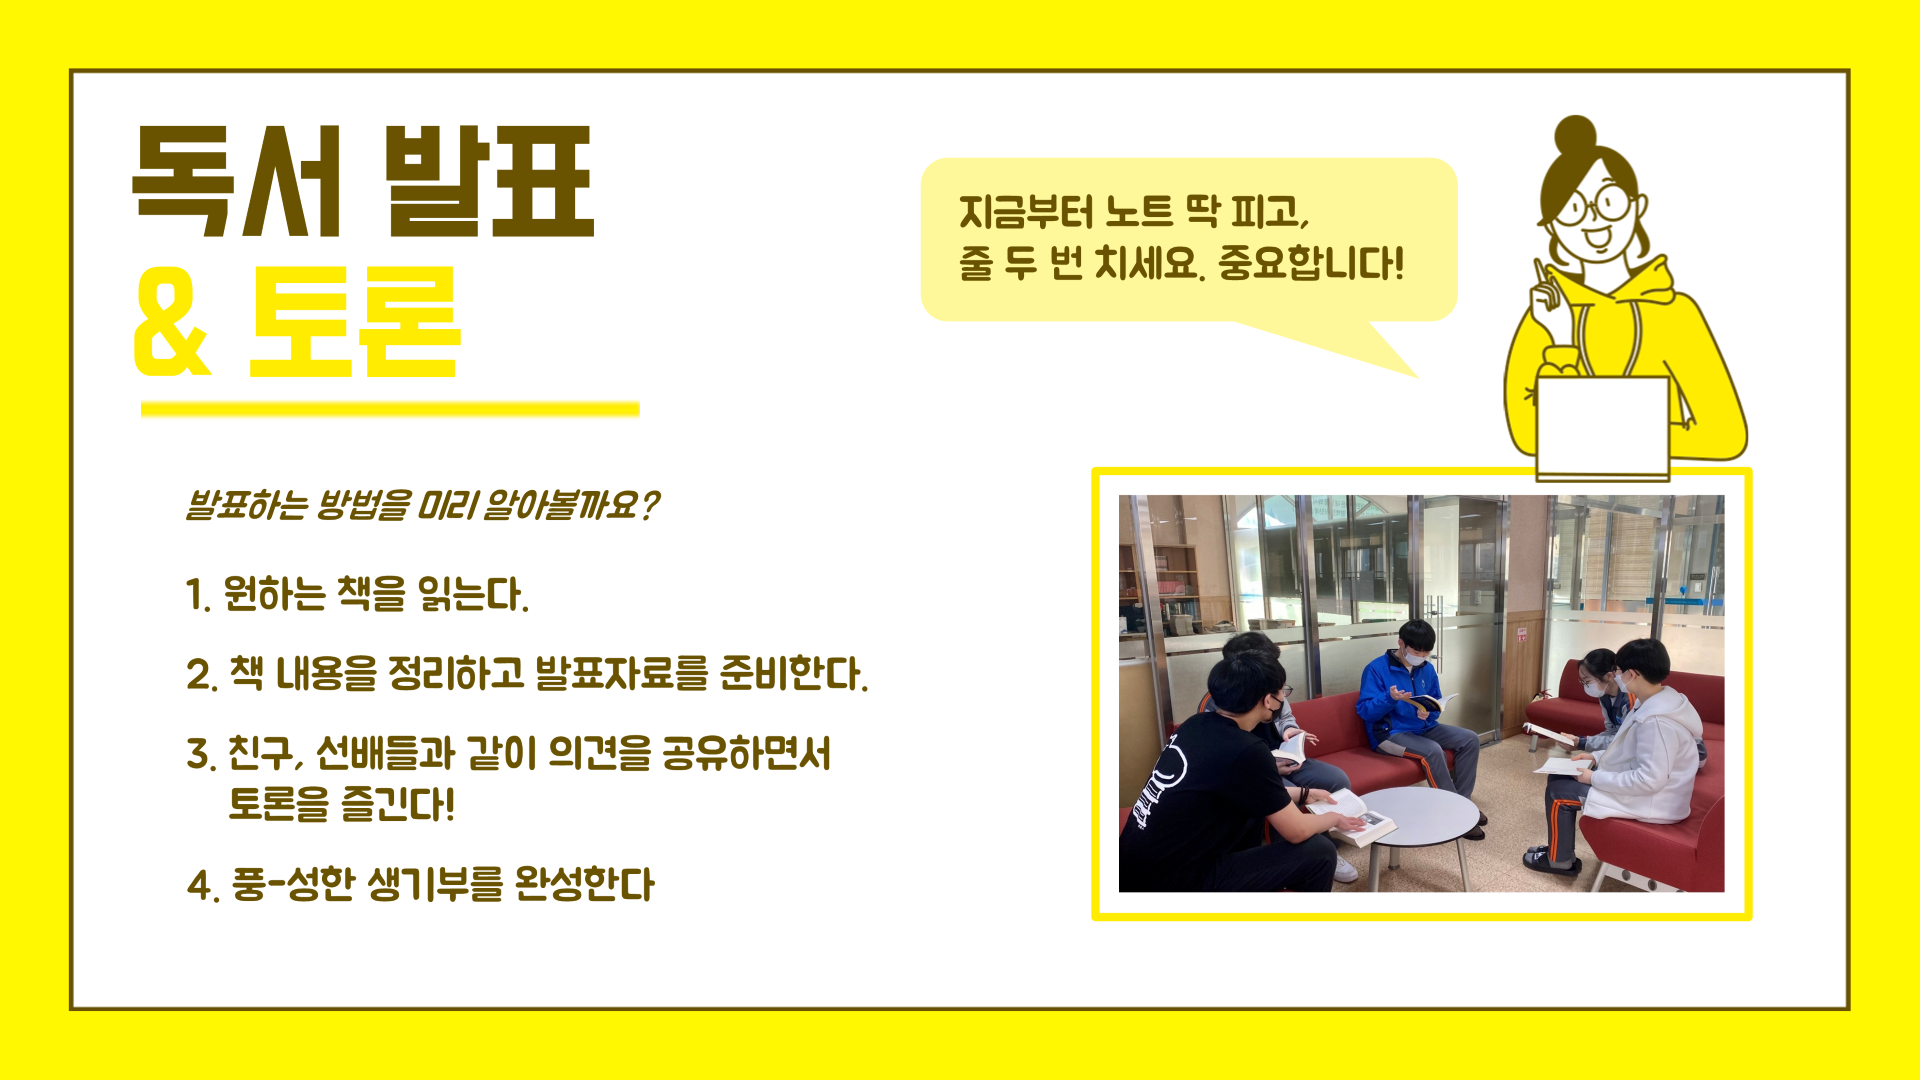 독서 발표
& 토론
지금부터 노트 딱 피고,
줄 두 번 치세요. 중요합니다!
발표하는 방법을 미리 알아볼까요?
1. 원하는 책을 읽는다.
2. 책 내용을 정리하고 발표자료를 준비한다.
3. 친구, 선배들과 같이 의견을 공유하면서
토론을 즐긴다!
4. 풍-성한 생기부를 완성한다